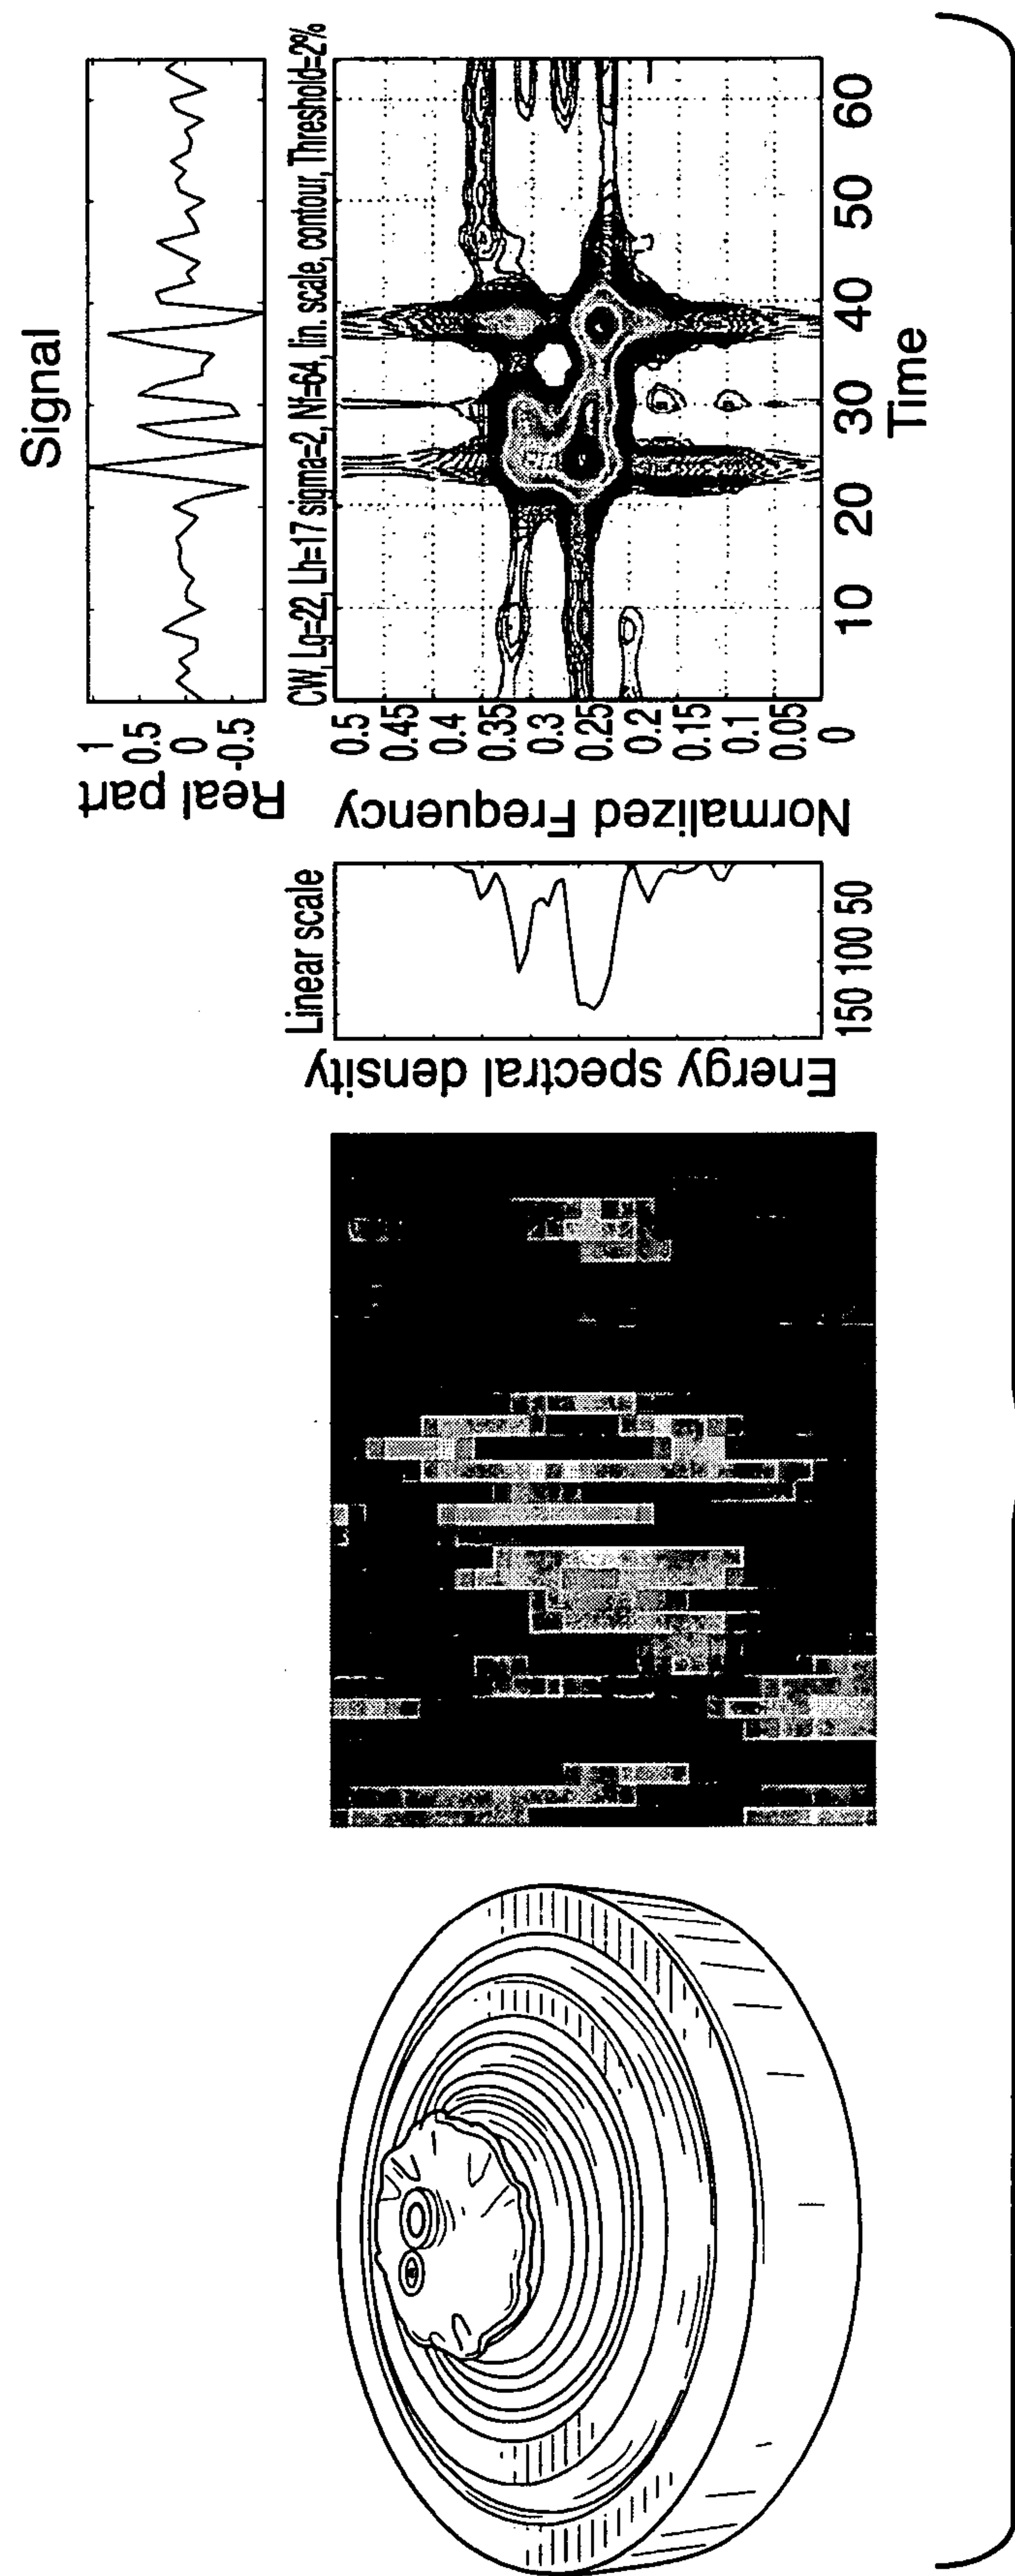 Signal
1
0.5
0
-0.5
Real part
CW, Lg=22, Lh=17 sigma=2, Nf=64, lin. scale, contour, Threshold=2%
Linear scale
Energy spectral density
150 100 50
Normalized Frequency
0.5
0.45
0.4
0.35
0.3
0.25
0.2
0.15
0.1
0.05
0
10 20 30 40 50 60
Time